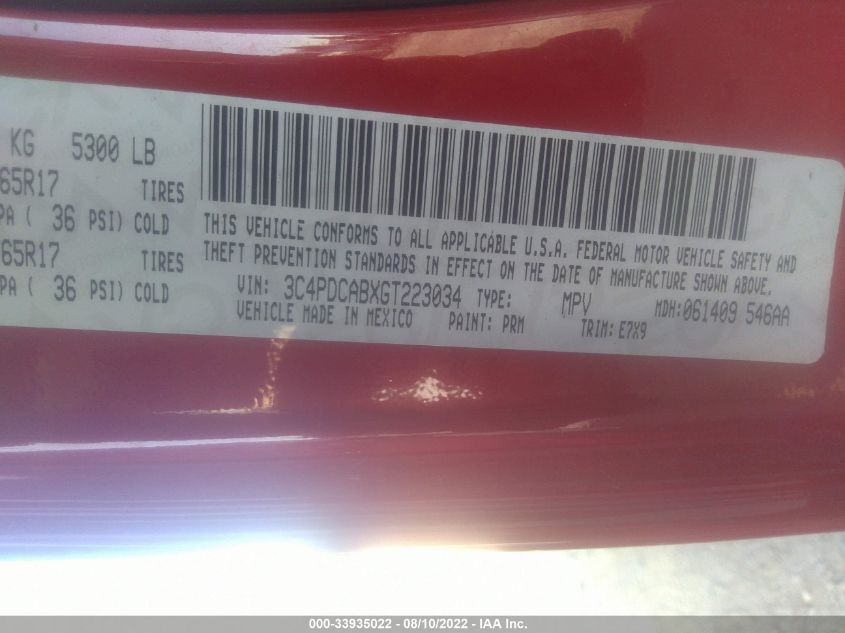 KG 5300 LB
65R17 TIRES
PA ( 36 PSI) COLD
65R17 TIRES
PA ( 36 PSI) COLD
THIS VEHICLE CONFORMS TO ALL APPLICABLE U.S.A. FEDERAL MOTOR VEHICLE SAFETY AND
THEFT PREVENTION STANDARDS IN EFFECT ON THE DATE OF MANUFACTURE SHOWN ABOVE.
VIN: 3C4PDCABXGT223034 TYPE: MPV MDH: 061409 546AA
VEHICLE MADE IN MEXICO PAINT: PRM TRIM: E7X9
000-33935022 - 08/10/2022 - IAA Inc.